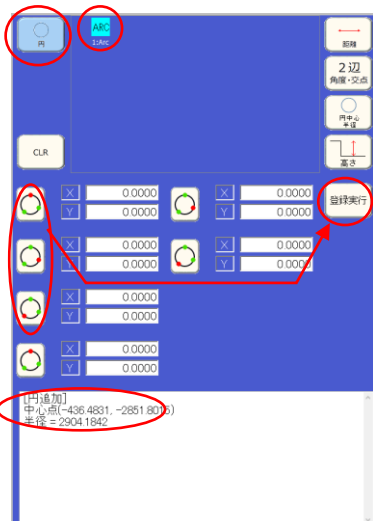 円
ARC
1:Arc
距離
2辺
角度・交点
円中心
半径
CLR
高さ
X 0.0000 X 0.0000
Y 0.0000 Y 0.0000
登録実行
X 0.0000 X 0.0000
Y 0.0000 Y 0.0000
X 0.0000
Y 0.0000
X 0.0000
Y 0.0000
[円追加]
中心点(-436.4831, -2851.8015)
半径 = 2904.1842